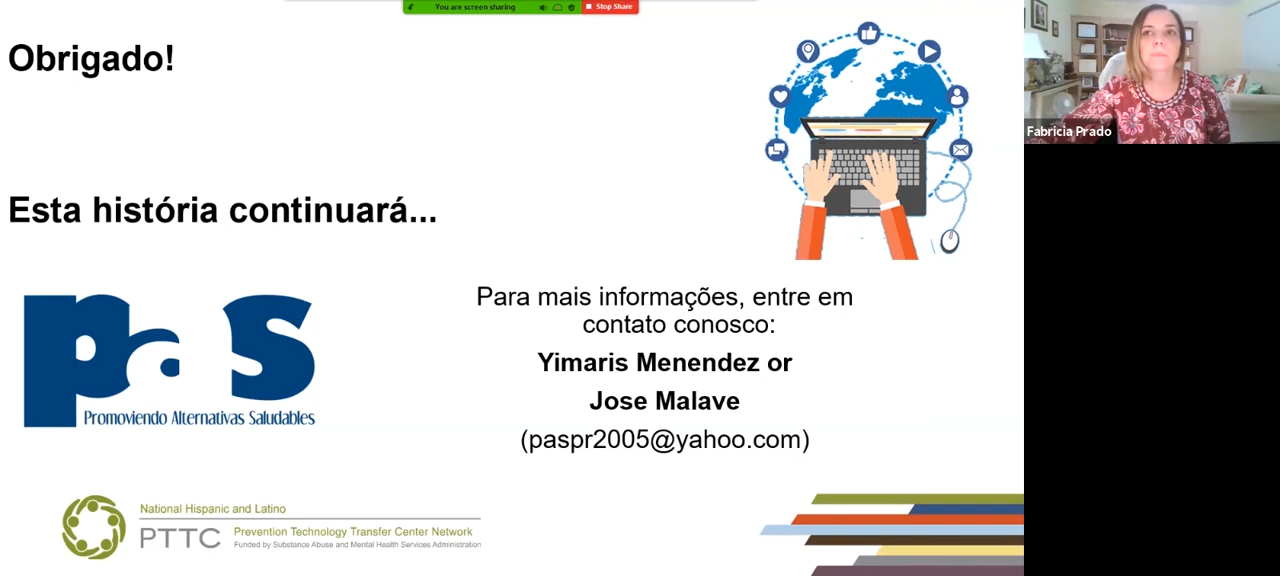 You are screen sharing
Stop Share
Obrigado!
Esta história continuará...
Fabricia Prado
Para mais informações, entre em
contato conosco:
Yimaris Menendez or
Jose Malave
(paspr2005@yahoo.com)
pas
Promoviendo Alternativas Saludables
National Hispanic and Latino
PTTC
Prevention Technology Transfer Center Network
Funded by Substance Abuse and Mental Health Services Administration